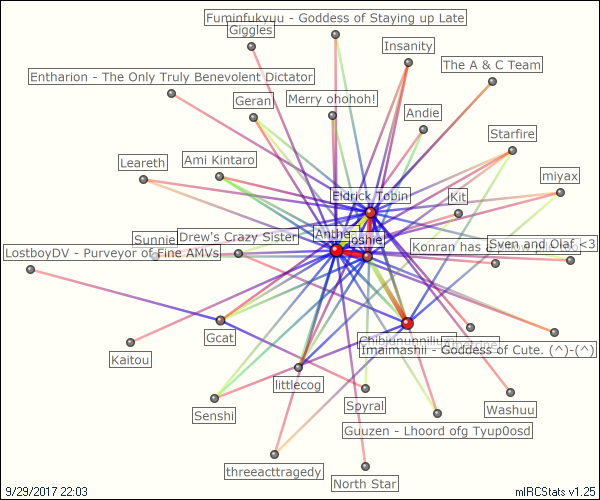 Fuminfukyuu - Goddess of Staying up Late
Giggles
Insanity
The A & C Team
Entharion - The Only Truly Benevolent Dictator
Merry ohohoh!
Geran
Andie
Starfire
Leareth
Ami Kintaro
miyax
Eldrick Tobin
Kit
Anthe
oshie
Sunnie
Drew's Crazy Sister
Konran has a
Sven and Olaf <3
LostboyDV - Purveyor of Fine AMVs
Gcat
Imaimashii - Goddess of Cute. (^)-(^)
Kaitou
littlecog
Senshi
Spyral
Washuu
Guuzen - Lhoord ofg Tyup0osd
threeacttragedy
North Star
9/29/2017 22:03
mIRCStats v1.25